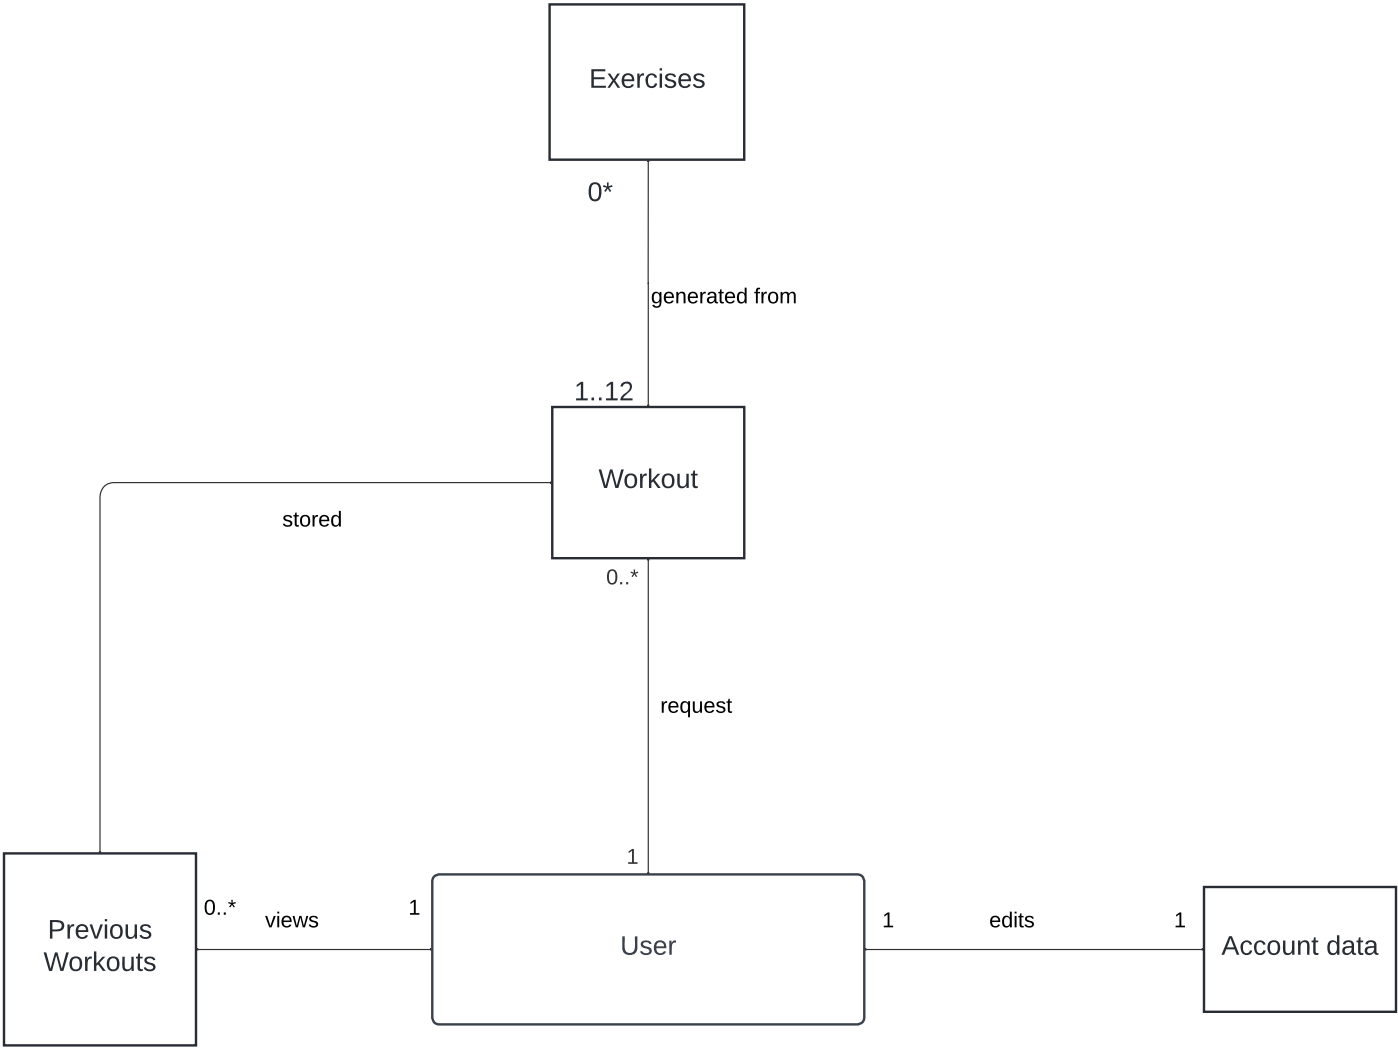 Exercises
0*
generated from
1..12
Workout
stored
0..*
request
1
Previous
Workouts
0..*
views
1
User
1
edits
1
Account data